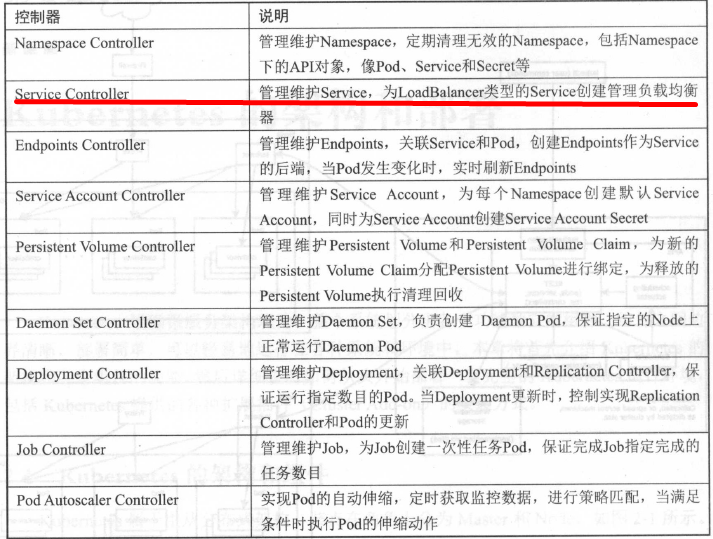 控制器 说明
Namespace Controller 管理维护Namespace，定期清理无效的Namespace，包括Namespace
下的API对象，像Pod、Service和Secret等
Service Controller 管理维护Service，为LoadBalancer类型的Service创建管理负载均衡
器
Endpoints Controller 管理维护Endpoints，关联Service和Pod，创建Endpoints作为Service
的后端，当Pod发生变化时，实时刷新Endpoints
Service Account Controller 管理维护Service Account，为每个Namespace创建默认Service
Account，同时为Service Account创建Service Account Secret
Persistent Volume Controller 管理维护Persistent Volume和Persistent Volume Claim，为新的
Persistent Volume Claim分配Persistent Volume进行绑定，为释放的
Persistent Volume执行清理回收
Daemon Set Controller 管理维护Daemon Set，负责创建 Daemon Pod，保证指定的Node上
正常运行Daemon Pod
Deployment Controller 管理维护Deployment，关联Deployment和Replication Controller，保
证运行指定数目的Pod。当Deployment更新时，控制实现Replication
Controller和Pod的更新
Job Controller 管理维护Job，为Job创建一次性任务Pod，保证完成Job指定完成的
任务数目
Pod Autoscaler Controller 实现Pod的自动伸缩，定时获取监控数据，进行策略匹配，当满足
条件时执行Pod的伸缩动作